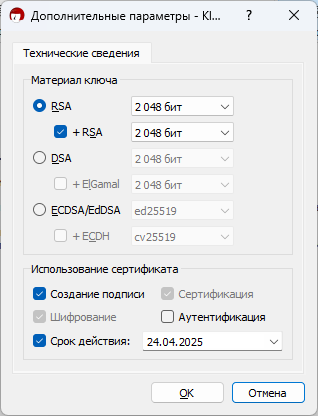 Дополнительные параметры - Kl...
Технические сведения
Материал ключа
RSA 2 048 бит
+ RSA 2 048 бит
DSA 2 048 бит
+ ElGamal 2 048 бит
ECDSA/EdDSA ed25519
+ ECDH cv25519
Использование сертификата
Создание подписи Сертификация
Шифрование Аутентификация
Срок действия: 24.04.2025
OK Отмена